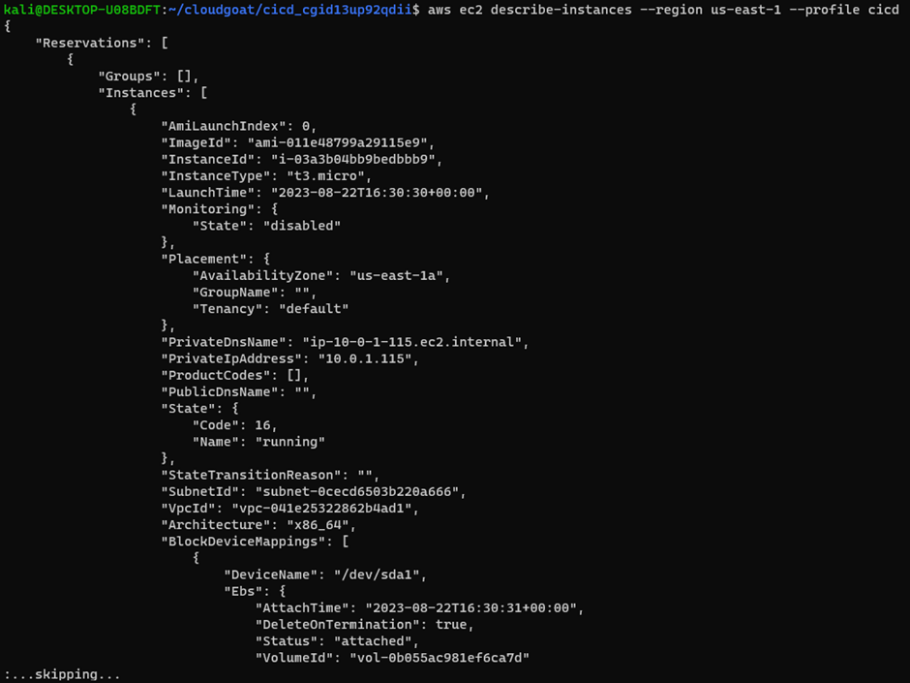 kali@DESKTOP-U08BDFT:~/cloudgoat/cicd_cgid13up92qdii$ aws ec2 describe-instances --region us-east-1 --profile cicd
{
    "Reservations": [
        {
            "Groups": [],
            "Instances": [
                {
                    "AmiLaunchIndex": 0,
                    "ImageId": "ami-011e48799a29115e9",
                    "InstanceId": "i-03a3b04bb9bedbbb9",
                    "InstanceType": "t3.micro",
                    "LaunchTime": "2023-08-22T16:30:30+00:00",
                    "Monitoring": {
                        "State": "disabled"
                    },
                    "Placement": {
                        "AvailabilityZone": "us-east-1a",
                        "GroupName": "",
                        "Tenancy": "default"
                    },
                    "PrivateDnsName": "ip-10-0-1-115.ec2.internal",
                    "PrivateIpAddress": "10.0.1.115",
                    "ProductCodes": [],
                    "PublicDnsName": "",
                    "State": {
                        "Code": 16,
                        "Name": "running"
                    },
                    "StateTransitionReason": "",
                    "SubnetId": "subnet-0cecd6503b220a666",
                    "VpcId": "vpc-041e25322862b4ad1",
                    "Architecture": "x86_64",
                    "BlockDeviceMappings": [
                        {
                            "DeviceName": "/dev/sda1",
                            "Ebs": {
                                "AttachTime": "2023-08-22T16:30:31+00:00",
                                "DeleteOnTermination": true,
                                "Status": "attached",
                                "VolumeId": "vol-0b055ac981ef6ca7d"
:...skipping...